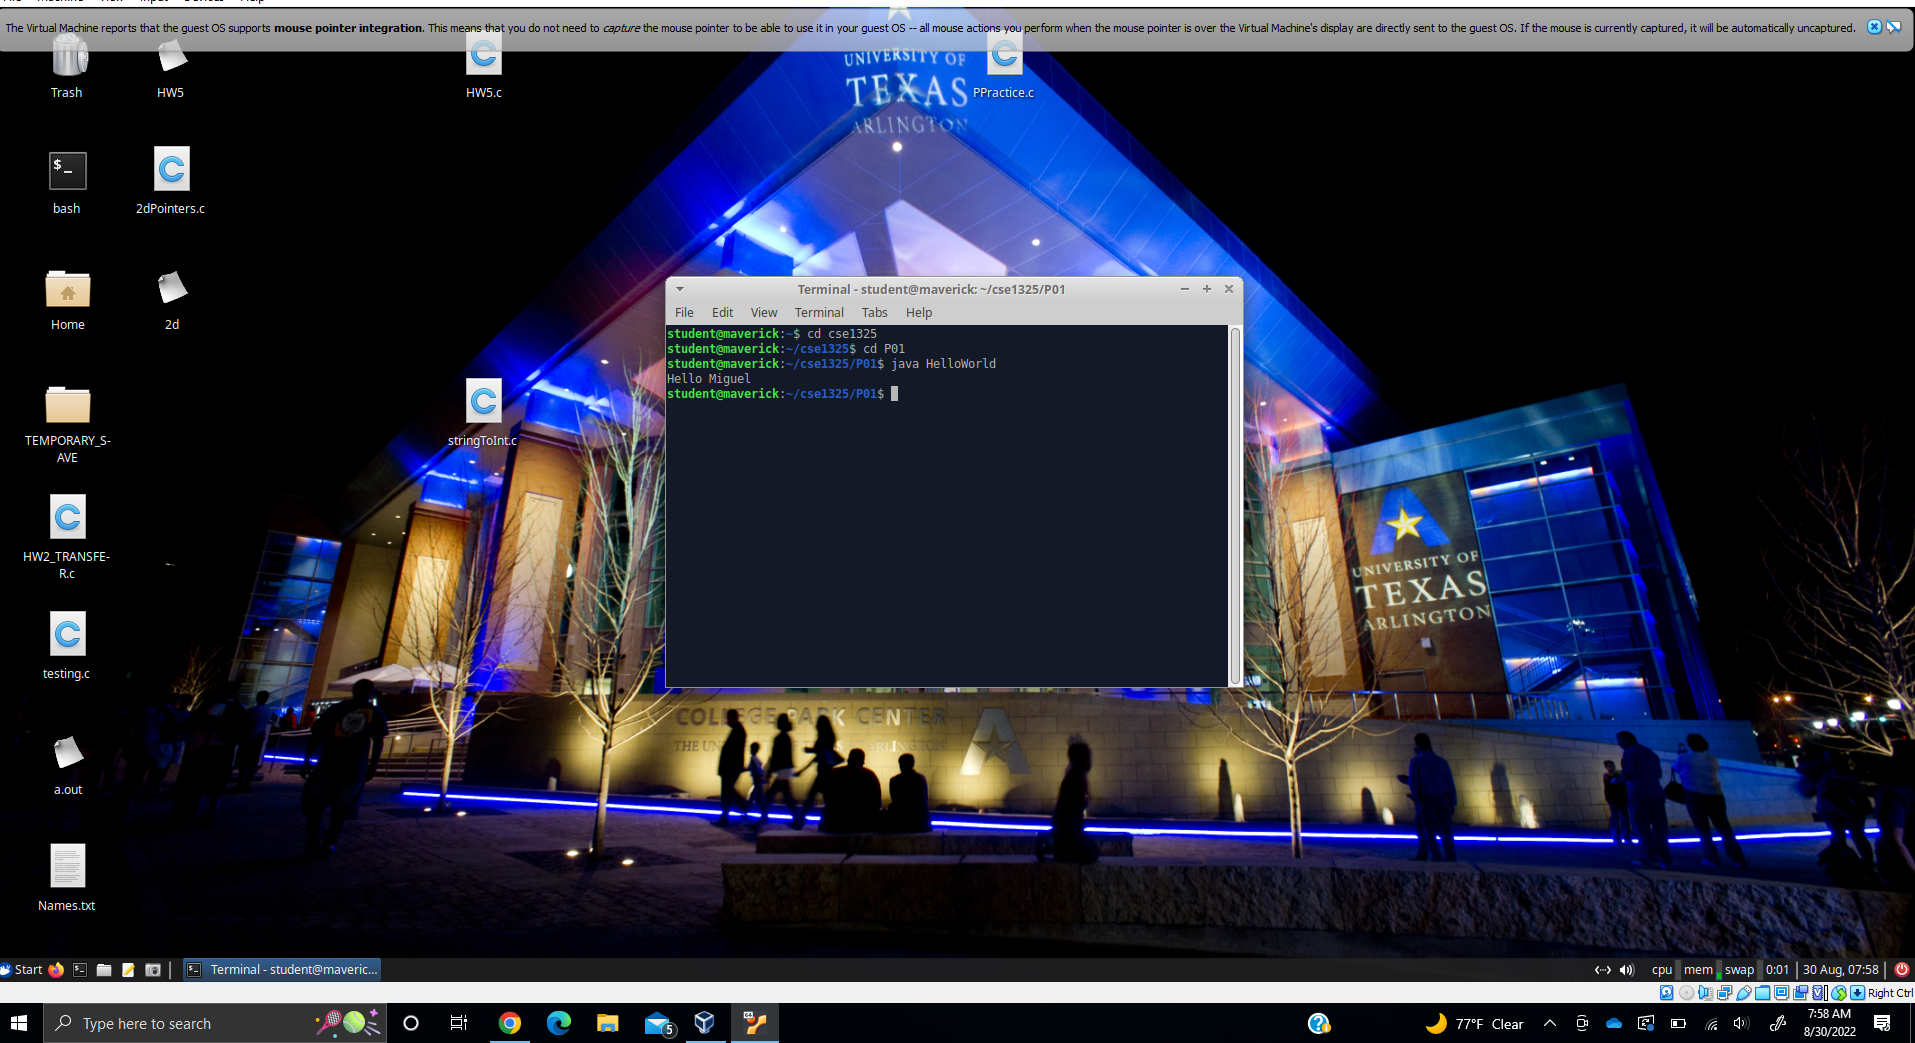 The Virtual Machine reports that the guest OS supports mouse pointer integration. This means that you do not need to capture the mouse pointer to be able to use it in your guest OS -- all mouse actions you perform when the mouse pointer is over the Virtual Machine's display are directly sent to the guest OS. If the mouse is currently captured, it will be automatically uncaptured.
UNIVERSITY OF
TEXAS
ARLINGTON
Trash
HW5
HW5.c
PPractice.c
$_
bash
2dPointers.c
Home
2d
Terminal - student@maverick: ~/cse1325/P01
File Edit View Terminal Tabs Help
student@maverick:~$ cd cse1325
student@maverick:~/cse1325$ cd P01
student@maverick:~/cse1325/P01$ java HelloWorld
Hello Miguel
student@maverick:~/cse1325/P01$
TEMPORARY_S-
AVE
stringToInt.c
HW2_TRANSFE-
R.c
UNIVERSITY OF
TEXAS
ARLINGTON
testing.c
COLLEGE PARK CENTER
a.out
Names.txt
Start
Terminal - student@maveric...
cpu mem swap 0:01 30 Aug, 07:58
Right Ctrl
Type here to search
5
77°F Clear
7:58 AM
8/30/2022